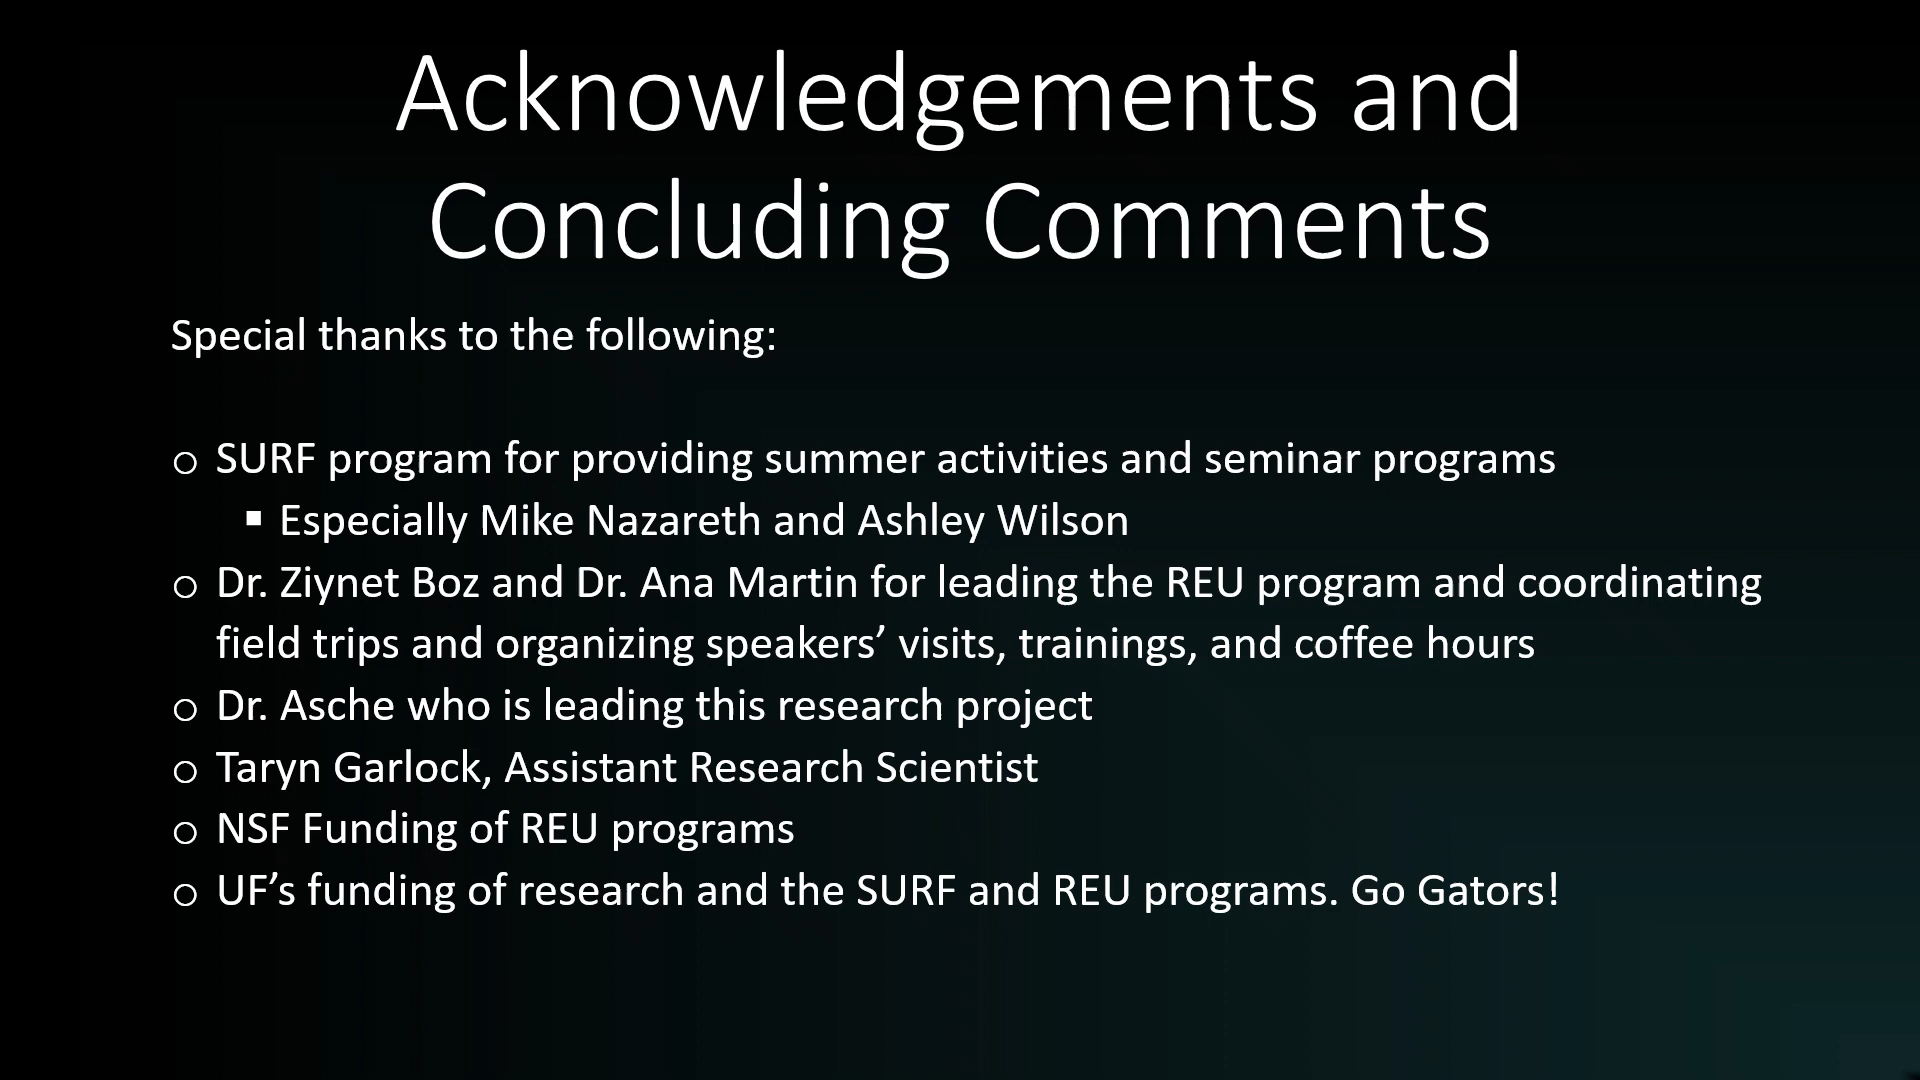 Acknowledgements and
Concluding Comments
Special thanks to the following:
o SURF program for providing summer activities and seminar programs
▪ Especially Mike Nazareth and Ashley Wilson
o Dr. Ziynet Boz and Dr. Ana Martin for leading the REU program and coordinating
field trips and organizing speakers’ visits, trainings, and coffee hours
o Dr. Asche who is leading this research project
o Taryn Garlock, Assistant Research Scientist
o NSF Funding of REU programs
o UF’s funding of research and the SURF and REU programs. Go Gators!